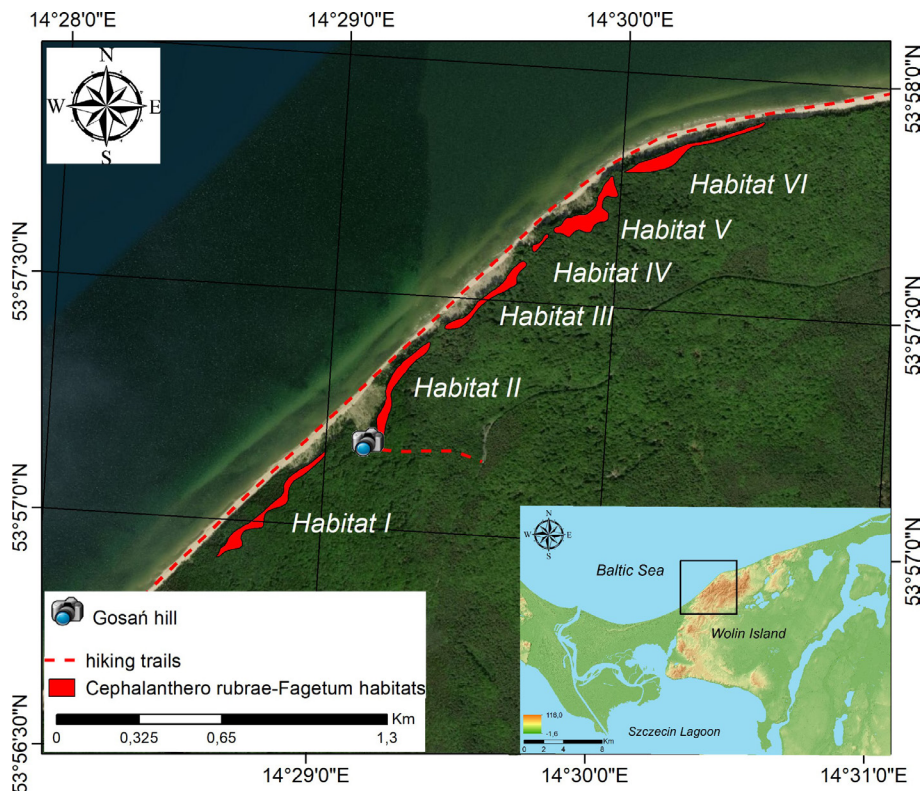 14°28'0"E
14°29'0"E
14°30'0"E
N
W
E
S
53°58'0"N
Habitat VI
Habitat V
53°57'30"N
Habitat IV
Habitat III
53°57'30"N
Habitat II
53°57'0"N
Habitat I
53°57'0"N
N
W
E
S
Baltic Sea
Wolin Island
Szczecin Lagoon
118,0
-1,6
Km
0 2 4 8
Gosań hill
hiking trails
Cephalanthero rubrae-Fagetum habitats
Km
0 0,325 0,65 1,3
53°56'30"N
14°29'0"E
14°30'0"E
14°31'0"E